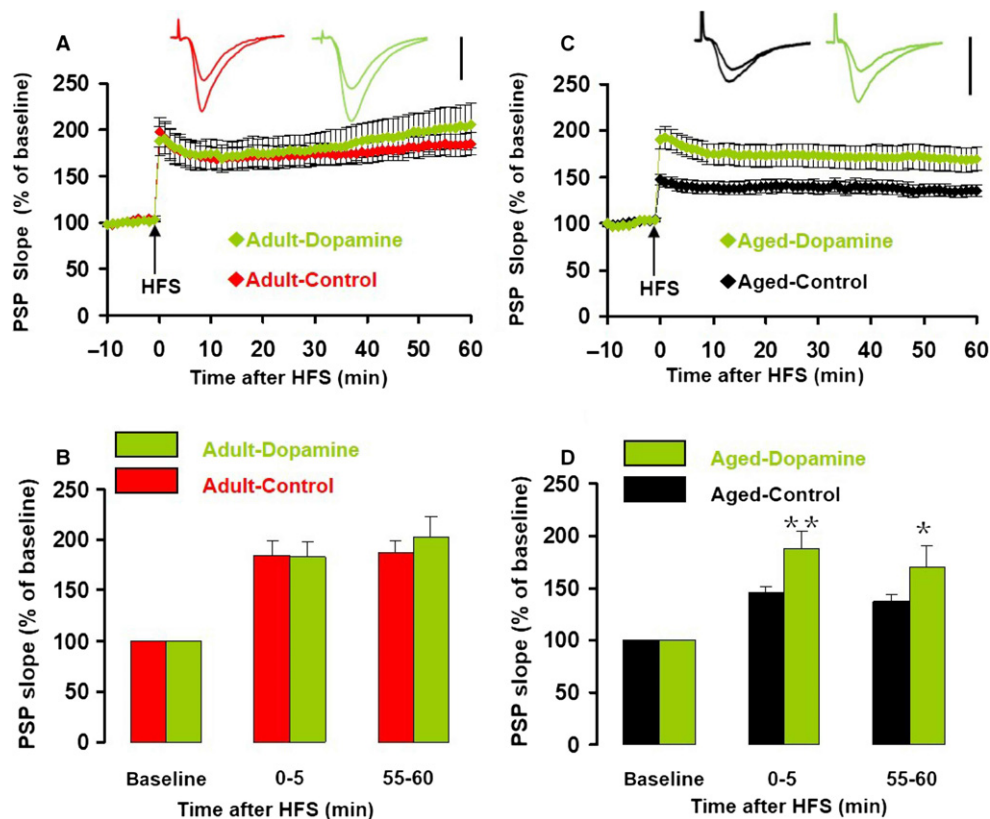 A
PSP Slope (% of baseline)
250
200
150
100
50
0
HFS
Adult-Dopamine
Adult-Control
–10 0 10 20 30 40 50 60
Time after HFS (min)
C
PSP Slope (% of baseline)
250
200
150
100
50
0
HFS
Aged-Dopamine
Aged-Control
–10 0 10 20 30 40 50 60
Time after HFS (min)
B
Adult-Dopamine
Adult-Control
PSP slope (% of baseline)
250
200
150
100
50
0
Baseline 0-5 55-60
Time after HFS (min)
D
Aged-Dopamine
Aged-Control
PSP slope (% of baseline)
250
200
150
100
50
0
** *
Baseline 0-5 55-60
Time after HFS (min)